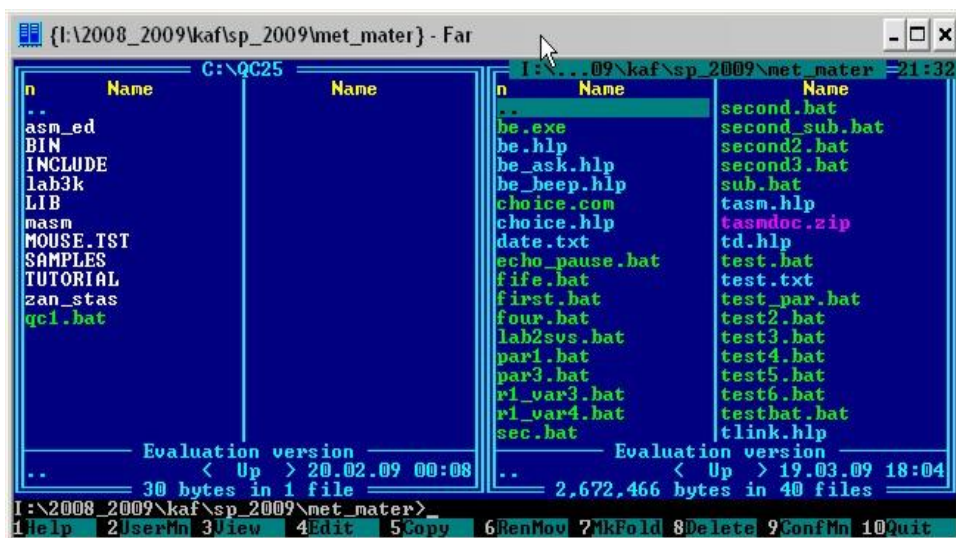 {I:\2008_2009\kaf\sp_2009\met_mater} - Far
C:\QC25
n Name Name
..
asm_ed
BIN
INCLUDE
lab3k
LIB
masm
MOUSE.TST
SAMPLES
TUTORIAL
zan_stas
qc1.bat
Evaluation version
.. < Up > 20.02.09 00:08
30 bytes in 1 file
I:\...09\kaf\sp_2009\met_mater 21:32
n Name Name
..
be.exe
be.hlp
be_ask.hlp
be_beep.hlp
choice.com
choice.hlp
date.txt
echo_pause.bat
fife.bat
first.bat
four.bat
lab2svs.bat
par1.bat
par3.bat
r1_var3.bat
r1_var4.bat
sec.bat
second.bat
second_sub.bat
second2.bat
second3.bat
sub.bat
tasm.hlp
tasmdoc.zip
td.hlp
test.bat
test.txt
test_par.bat
test2.bat
test3.bat
test4.bat
test5.bat
test6.bat
testbat.bat
tlink.hlp
Evaluation version
.. < Up > 19.03.09 18:04
2,672,466 bytes in 40 files
I:\2008_2009\kaf\sp_2009\met_mater>_
1Help 2UserMn 3View 4Edit 5Copy 6RenMov 7MkFold 8Delete 9ConfMn 10Quit